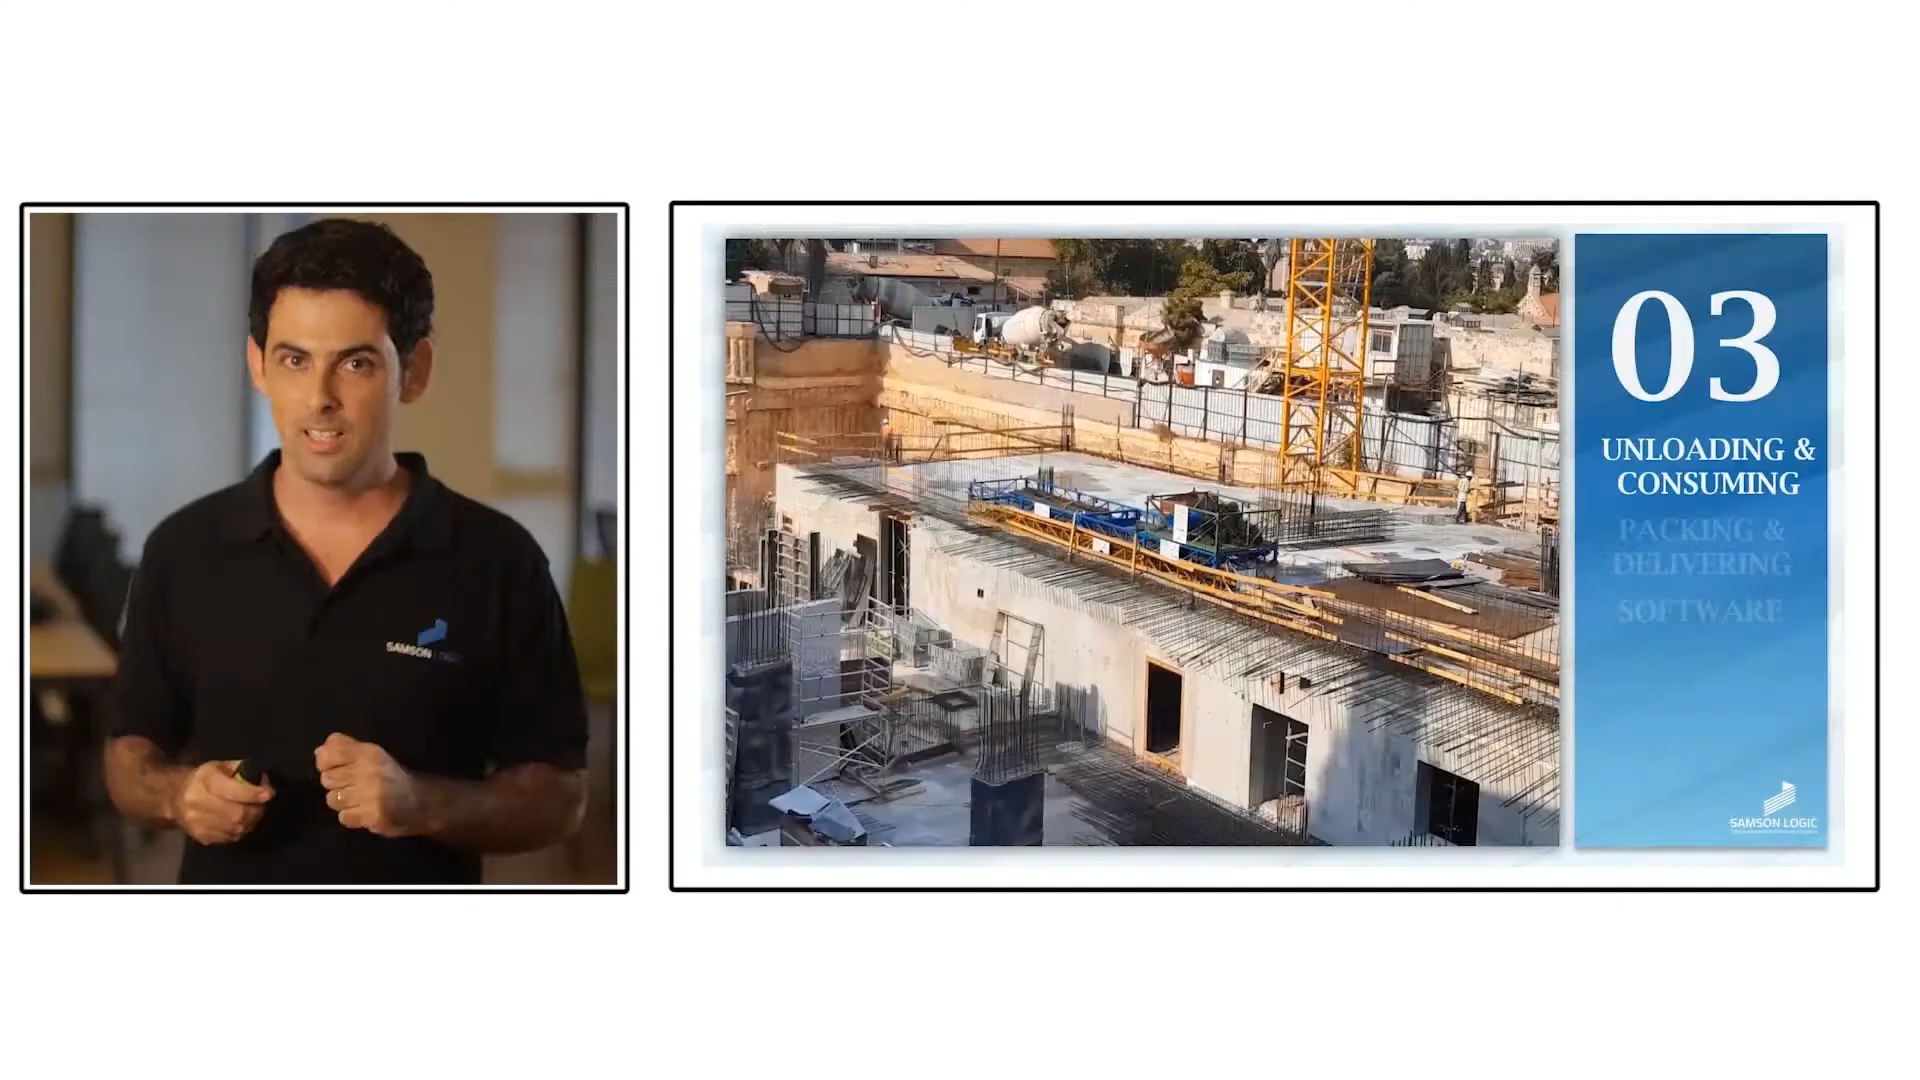 SAMSON LOGIC
03
UNLOADING &
CONSUMING
PACKING &
DELIVERING
SOFTWARE
SAMSON LOGIC